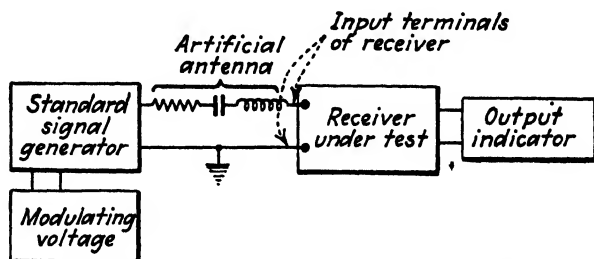 Input terminals
of receiver
Artificial
antenna
Standard
signal
generator
Receiver
under test
Output
indicator
Modulating
voltage